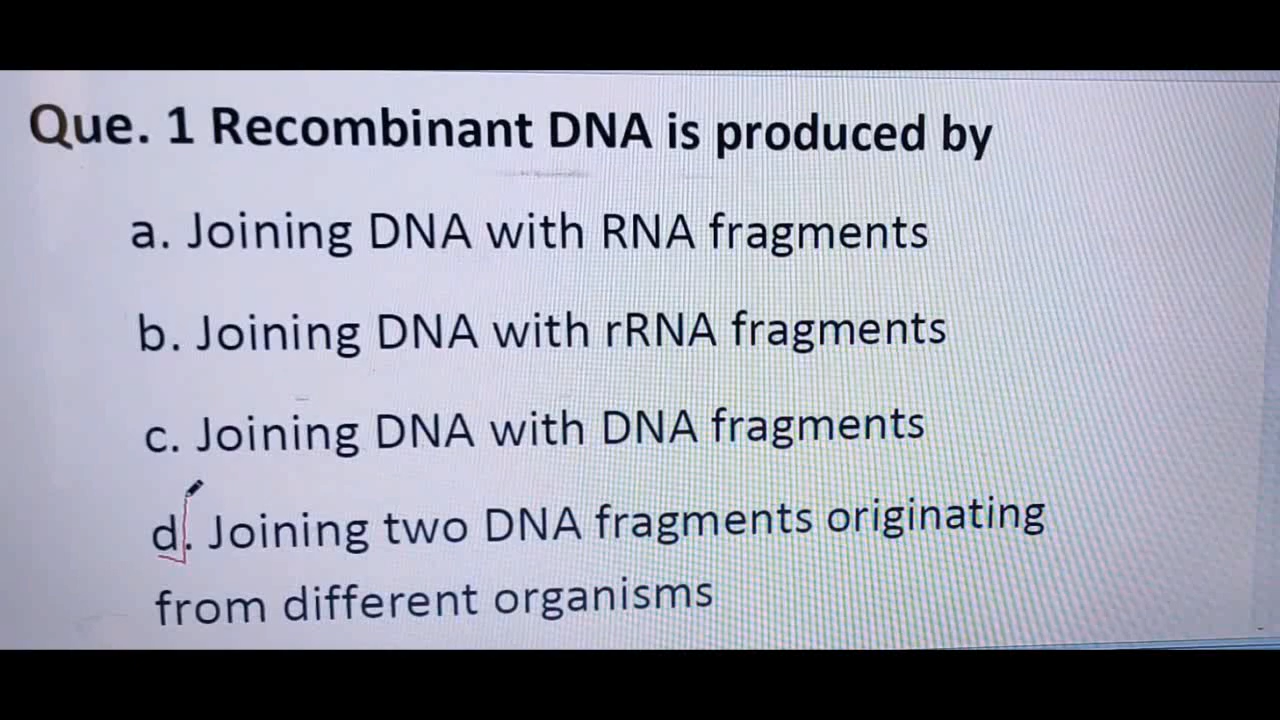 Que. 1 Recombinant DNA is produced by
a. Joining DNA with RNA fragments
b. Joining DNA with rRNA fragments
c. Joining DNA with DNA fragments
d. Joining two DNA fragments originating
from different organisms